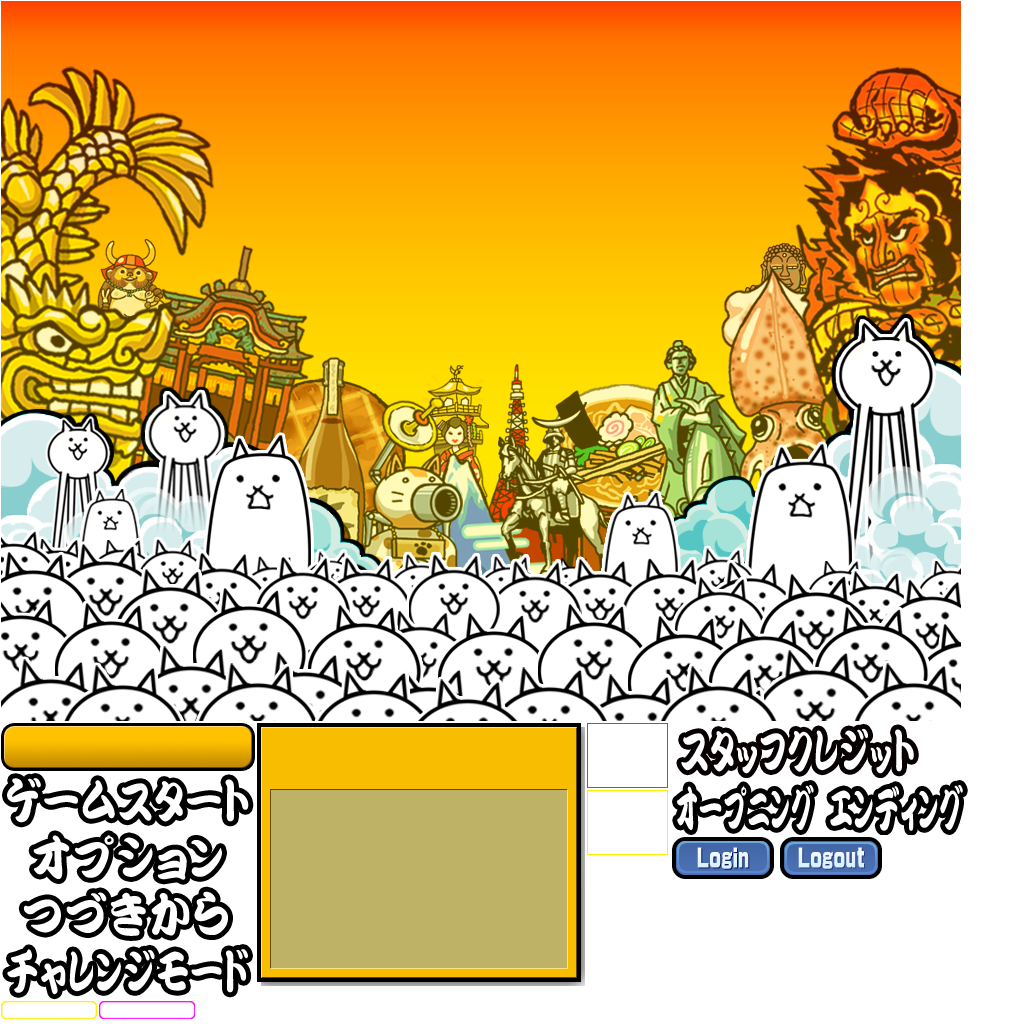 ゲームスタート
オプション
つづきから
チャレンジモード
スタッフクレジット
オープニング エンディング
Login Logout